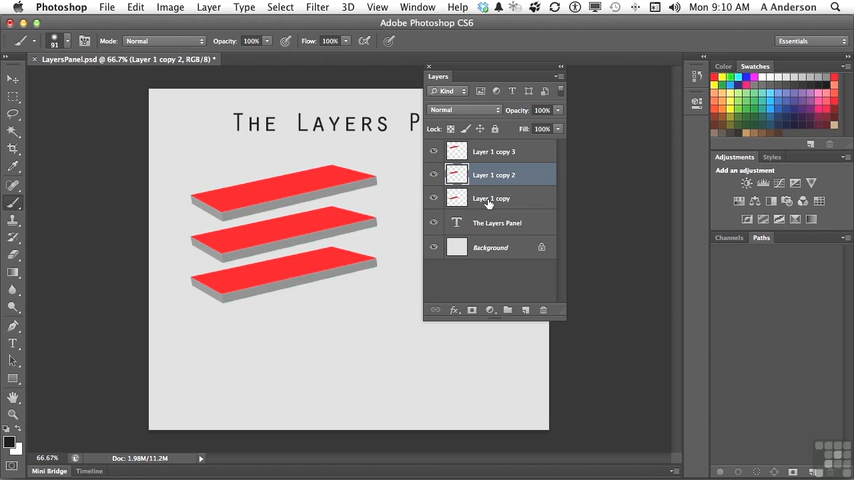 Photoshop File Edit Image Layer Type Select Filter 3D View Window Help Mon 9:10 AM A Anderson
Adobe Photoshop CS6
91 Mode: Normal Opacity: 100% Flow: 100% Essentials
LayersPanel.psd @ 66.7% (Layer 1 copy 2, RGB/8) *
Layers
Kind
Normal Opacity: 100%
Lock: Fill: 100%
Layer 1 copy 3
Layer 1 copy 2
Layer 1 copy
The Layers Panel
Background
fx
Color Swatches
Adjustments Styles
Add an adjustment
Channels Paths
The Layers P
66.67% Doc: 1.98M/11.2M
Mini Bridge Timeline